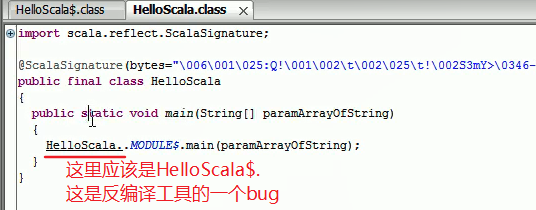 HelloScala$.class HelloScala.class
import scala.reflect.ScalaSignature;
@ScalaSignature(bytes="\006\001\025:Q!\001\002\t\002\025\t!\002S3mY>\0346-
public final class HelloScala
{
public static void main(String[] paramArrayOfString)
{
HelloScala..MODULE$.main(paramArrayOfString);
}
}
这里应该是HelloScala$.
这是反编译工具的一个bug